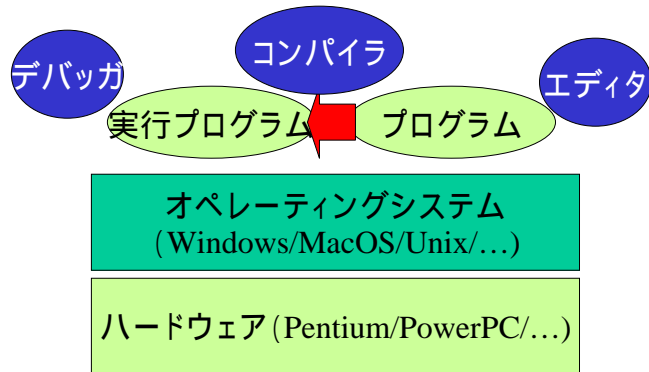 コンパイラ
デバッガ
エディタ
実行プログラム
プログラム
オペレーティングシステム
(Windows/MacOS/Unix/…)
ハードウェア(Pentium/PowerPC/…)